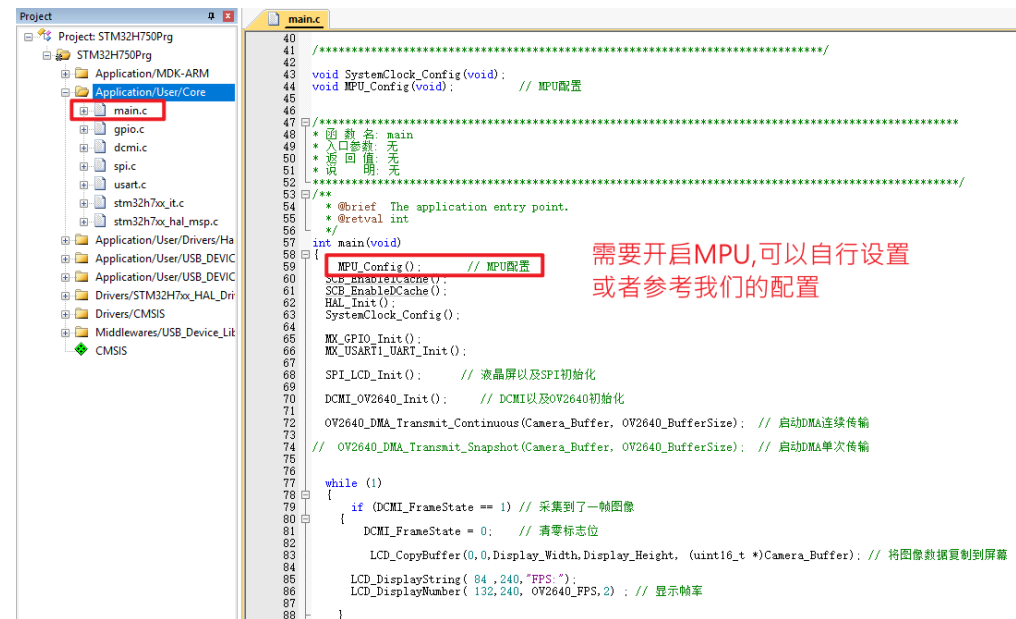 Project
Project: STM32H750Prg
STM32H750Prg
Application/MDK-ARM
Application/User/Core
main.c
gpio.c
dcmi.c
spi.c
usart.c
stm32h7xx_it.c
stm32h7xx_hal_msp.c
Application/User/Drivers/Ha
Application/User/USB_DEVIC
Application/User/USB_DEVIC
Drivers/STM32H7xx_HAL_Dri
Drivers/CMSIS
Middlewares/USB_Device_Lib
CMSIS
main.c
40
41 /******************************************************************************/
42
43 void SystemClock_Config(void);
44 void MPU_Config(void); // MPU配置
45
46
47 /***************************************************************************************************
48 * 函 数 名: main
49 * 入口参数: 无
50 * 返 回 值: 无
51 * 说 明: 无
52 ****************************************************************************************************/
53 /**
54 * @brief The application entry point.
55 * @retval int
56 */
57 int main(void)
58 {
59 MPU_Config(); // MPU配置
60 SCB_EnableICache();
61 SCB_EnableDCache();
62 HAL_Init();
63 SystemClock_Config();
64
65 MX_GPIO_Init();
66 MX_USART1_UART_Init();
67
68 SPI_LCD_Init(); // 液晶屏以及SPI初始化
69
70 DCMI_OV2640_Init(); // DCMI以及OV2640初始化
71
72 OV2640_DMA_Transmit_Continuous(Camera_Buffer, OV2640_BufferSize); // 启动DMA连续传输
73
74 // OV2640_DMA_Transmit_Snapshot(Camera_Buffer, OV2640_BufferSize); // 启动DMA单次传输
75
76
77 while (1)
78 {
79 if (DCMI_FrameState == 1) // 采集到了一帧图像
80 {
81 DCMI_FrameState = 0; // 清零标志位
82
83 LCD_CopyBuffer(0,0,Display_Width,Display_Height, (uint16_t *)Camera_Buffer); // 将图像数据复制到屏幕
84
85 LCD_DisplayString( 84 ,240,"FPS:");
86 LCD_DisplayNumber( 132,240, OV2640_FPS,2) ; // 显示帧率
87
88 }
需要开启MPU,可以自行设置
或者参考我们的配置